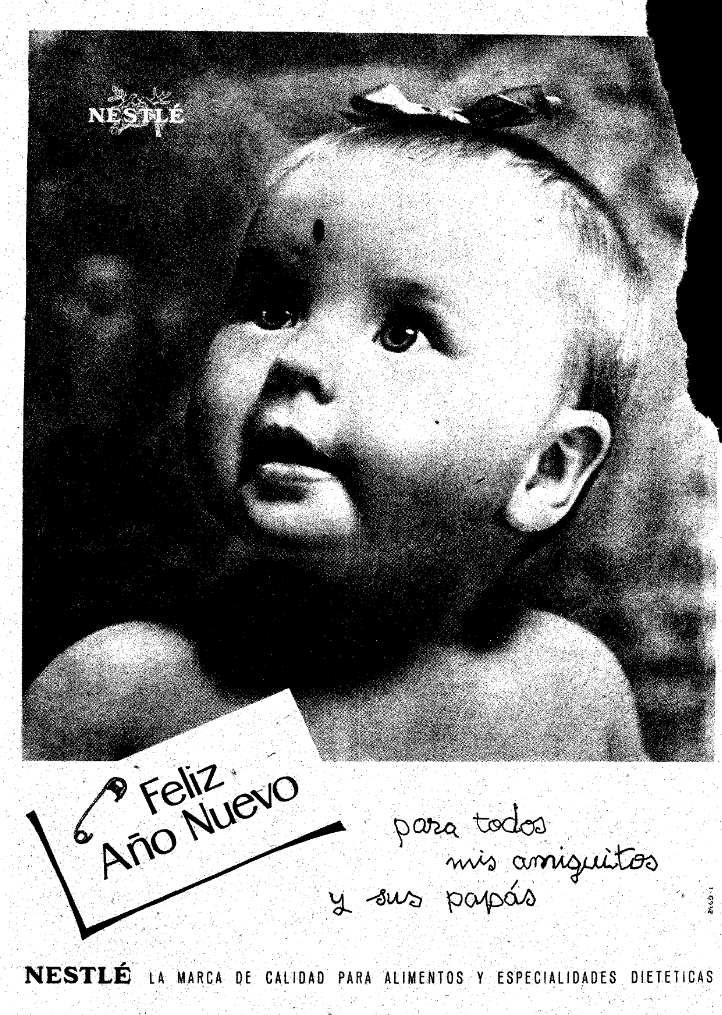 NESTLÉ
Feliz
Año Nuevo
para todos
mis amiguitos
y sus papás
NESTLÉ LA MARCA DE CALIDAD PARA ALIMENTOS Y ESPECIALIDADES DIETETICAS